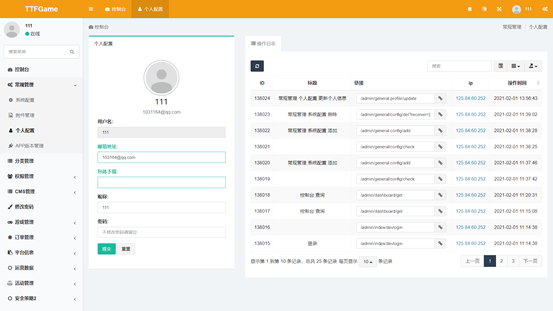 TTFGame
控制台
个人配置
111
111
在线
搜索菜单
控制台
常规管理
系统配置
附件管理
个人配置
APP版本管理
分类管理
权限管理
CMS管理
修改密码
游戏管理
订单管理
平台信息
运营数据
活动管理
安全策略2
控制台
常规管理 个人配置
个人配置
111
1031194@qq.com
用户名:
111
邮箱地址:
103194@qq.com
昵称:
111
密码:
不修改密码请留空
提交 重置
操作日志
搜索
ID 标题 链接 ip 操作时间
138024 常规管理 个人配置 更新个人信息 /admin/general.profile/update 125.84.60.252 2021-02-01 13:56:43
138023 常规管理 系统配置 删除 125.84.60.252 2021-02-01 11:39:02
138022 常规管理 系统配置 添加 /admin/general.config/add 125.84.60.252 2021-02-01 11:38:28
138021 /admin/general.config/check 125.84.60.252 2021-02-01 11:38:25
138020 常规管理 系统配置 添加 /admin/general.config/add 125.84.60.252 2021-02-01 11:37:46
138019 /admin/general.config/check 125.84.60.252 2021-02-01 11:37:42
138018 控制台 查询 /admin/dashboard/get 125.84.60.252 2021-02-01 11:20:31
138017 控制台 查询 /admin/dashboard/get 125.84.60.252 2021-02-01 11:15:08
138016 /admin/index/dev/login 125.84.60.252 2021-02-01 11:14:38
138015 登录 /admin/index/dev/login 125.84.60.252 2021-02-01 11:14:38
显示第 1 到第 10 条记录，总共 25 条记录 每页显示 10 条记录
上一页 1 2 3 下一页